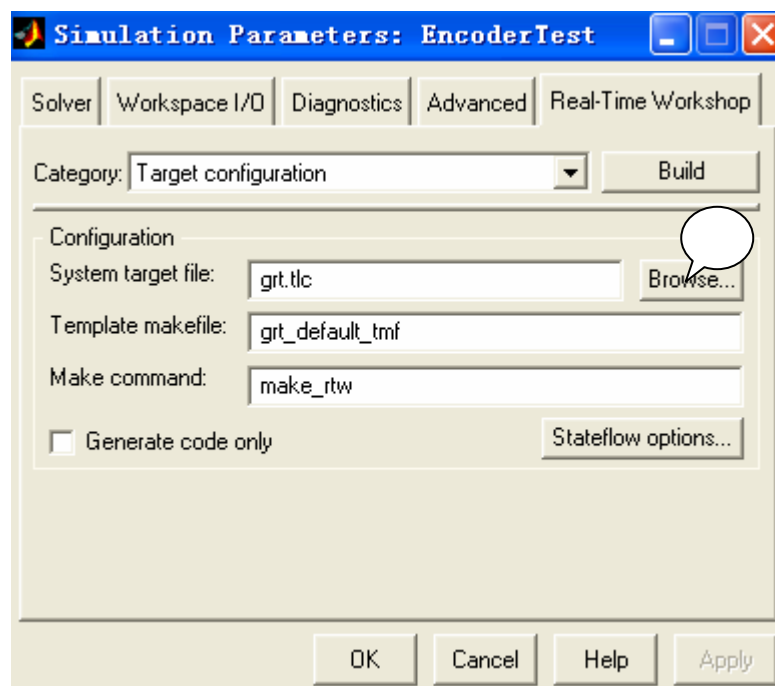 Simulation Parameters: EncoderTest
Solver Workspace I/O Diagnostics Advanced Real-Time Workshop
Category: Target configuration Build
Configuration
System target file: grt.tlc Browse...
Template makefile: grt_default_tmf
Make command: make_rtw
Generate code only Stateflow options...
OK Cancel Help Apply